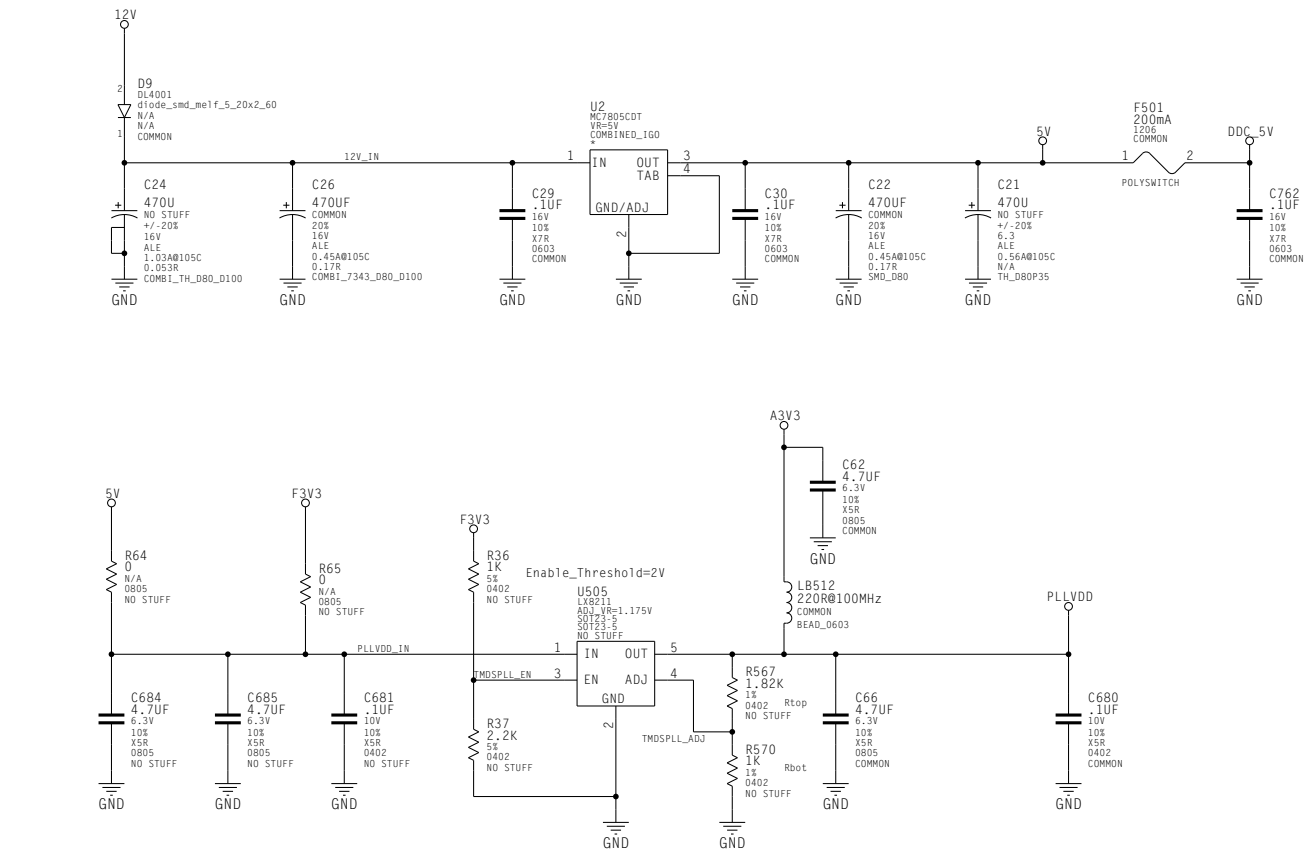 12V
2
D9
DL4001
diode_smd_melf_5_20x2_60
N/A
N/A
COMMON
1
12V_IN
C24
470U
NO STUFF
+/-20%
16V
ALE
1.03A@105C
0.053R
COMBI_TH_D80_D100
+
GND
C26
470UF
COMMON
20%
16V
ALE
0.45A@105C
0.17R
COMBI_7343_D80_D100
+
GND
C29
.1UF
16V
10%
X7R
0603
COMMON
GND
U2
MC7805CDT
VR=5V
COMBINED_IGO
*
1
IN
OUT
3
TAB
4
GND/ADJ
2
GND
C30
.1UF
16V
10%
X7R
0603
COMMON
GND
C22
470UF
COMMON
20%
16V
ALE
0.45A@105C
0.17R
SMD_D80
+
GND
C21
470U
NO STUFF
+/-20%
6.3
ALE
0.56A@105C
N/A
TH_D80P35
+
GND
5V
F501
200mA
1206
COMMON
1
2
POLYSWITCH
DDC_5V
C762
.1UF
16V
10%
X7R
0603
COMMON
GND
A3V3
C62
4.7UF
6.3V
10%
X5R
0805
COMMON
GND
5V
R64
0
N/A
0805
NO STUFF
F3V3
R65
0
N/A
0805
NO STUFF
F3V3
R36
1K
5%
0402
NO STUFF
Enable_Threshold=2V
U505
LX8211
ADJ_VR=1.175V
SOT23-5
SOT23-5
NO STUFF
LB512
220R@100MHz
COMMON
BEAD_0603
PLLVDD
PLLVDD_IN
1
IN
OUT
5
TMDSPLL_EN
3
EN
ADJ
4
GND
2
TMDSPLL_ADJ
GND
C684
4.7UF
6.3V
10%
X5R
0805
NO STUFF
GND
C685
4.7UF
6.3V
10%
X5R
0805
NO STUFF
GND
C681
.1UF
10V
10%
X5R
0402
NO STUFF
GND
R37
2.2K
5%
0402
NO STUFF
R567
1.82K
1%
0402
NO STUFF
Rtop
R570
1K
1%
0402
NO STUFF
Rbot
GND
C66
4.7UF
6.3V
10%
X5R
0805
COMMON
GND
C680
.1UF
10V
10%
X5R
0402
COMMON
GND